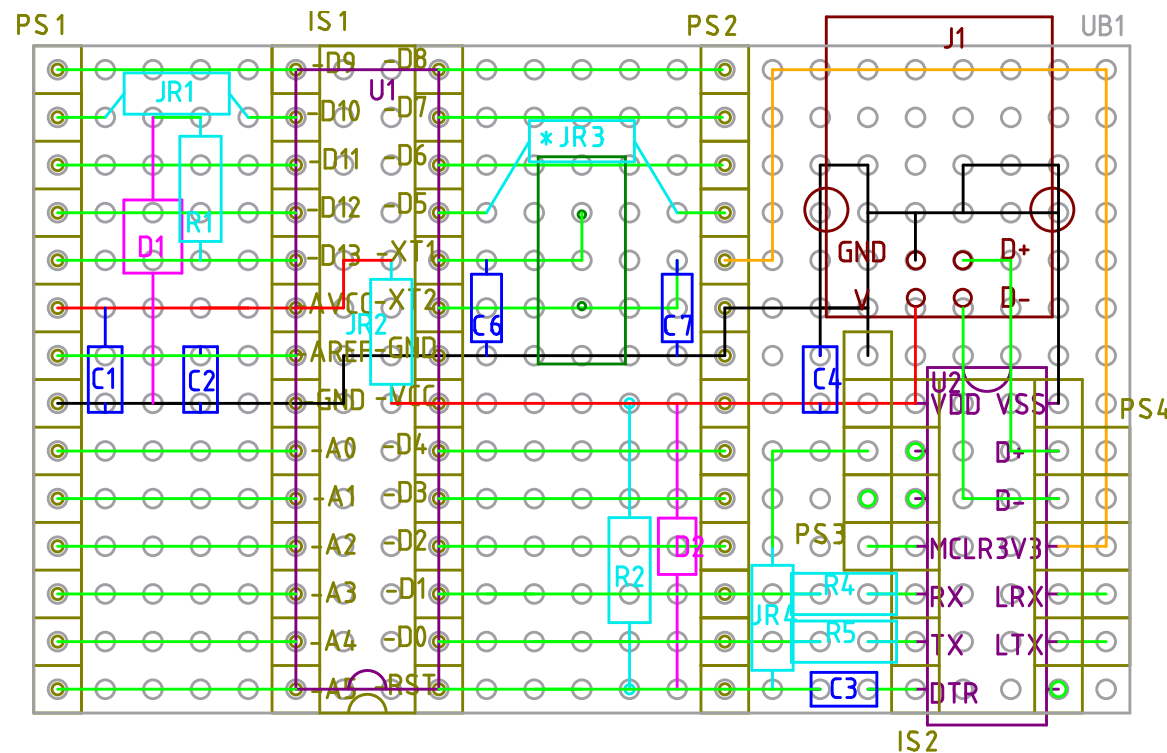 PS1
IS1
PS2
J1
UB1
-D9
-D8
U1
JR1
-D10
-D7
*JR3
-D11
-D6
-D12
-D5
R1
D1
-D13
-XT1
GND
D+
-AVCC
-XT2
V
D-
JR2
C6
C7
-AREF
-GND
C1
C2
C4
U2
GND
-VCC
VDD
VSS
PS4
-A0
-D4
D+
-A1
-D3
D-
PS3
-A2
-D2
D2
MCLR
3V3
R2
-A3
-D1
R4
RX
LRX
JR4
-A4
-D0
R5
TX
LTX
-A5
-RST
C3
DTR
IS2